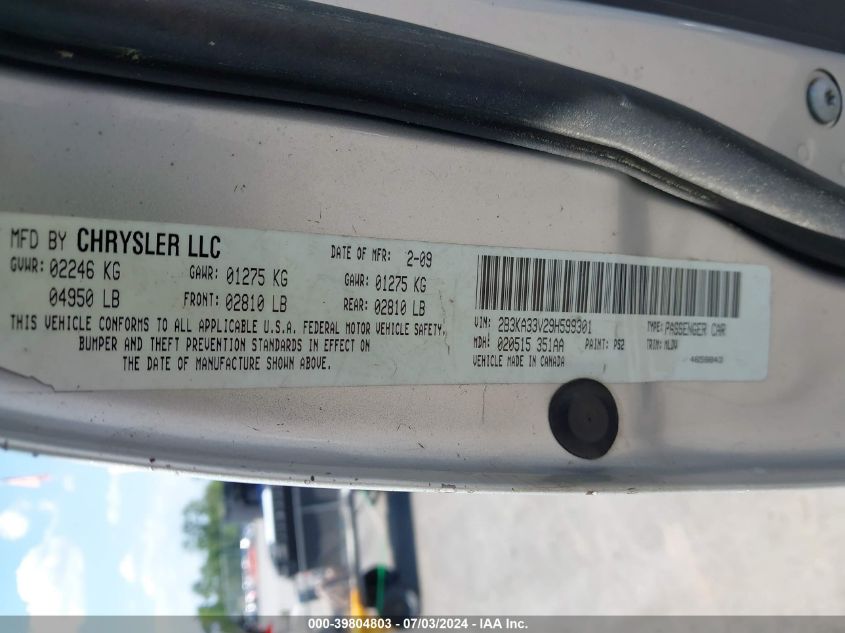 MFD BY CHRYSLER LLC DATE OF MFR: 2-09
GVWR: 02246 KG GAWR: 01275 KG GAWR: 01275 KG
04950 LB FRONT: 02810 LB REAR: 02810 LB
THIS VEHICLE CONFORMS TO ALL APPLICABLE U.S.A. FEDERAL MOTOR VEHICLE SAFETY,
BUMPER AND THEFT PREVENTION STANDARDS IN EFFECT ON
THE DATE OF MANUFACTURE SHOWN ABOVE.
VIN: 2B3KA33V29H599301 TYPE: PASSENGER CAR
MDH: 020515 351AA PAINT: PS2 TRIM: MLDV
VEHICLE MADE IN CANADA
000-39804803 - 07/03/2024 - IAA Inc.